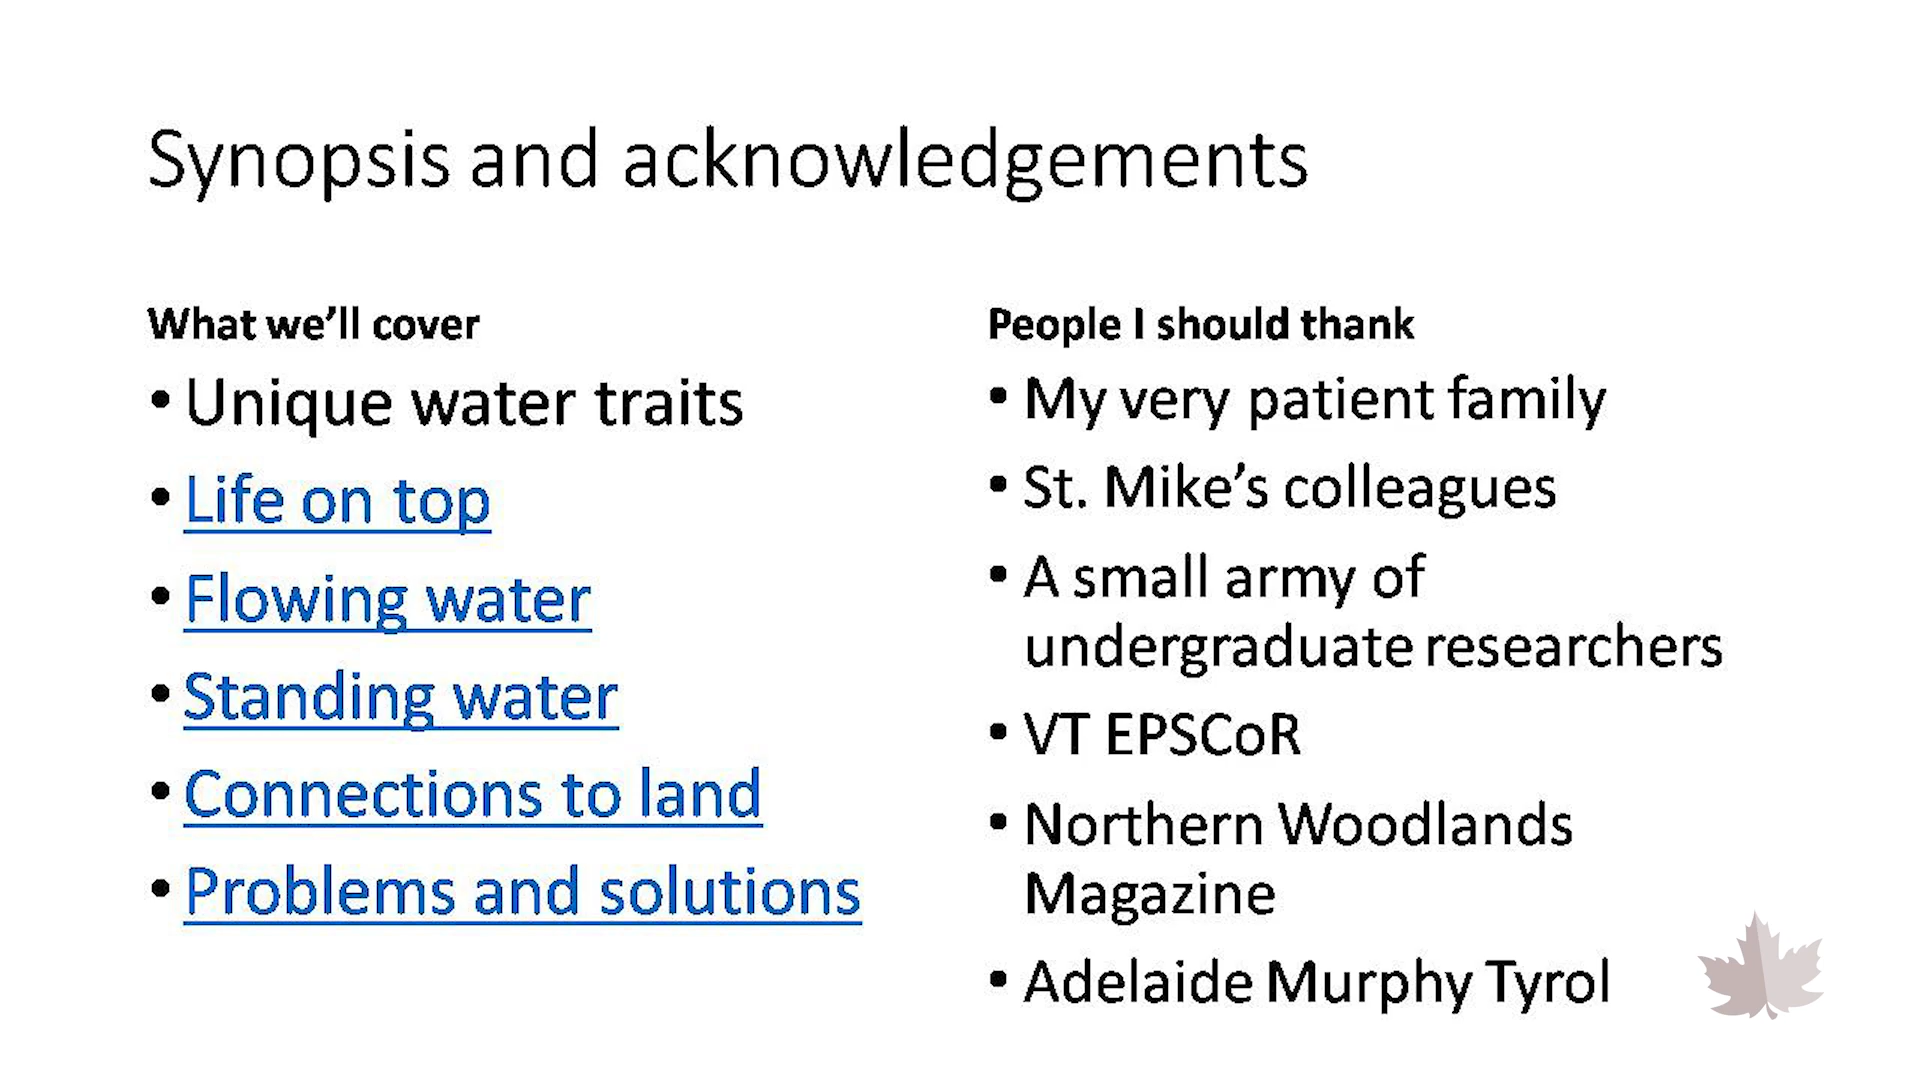 Synopsis and acknowledgements
What we'll cover
• Unique water traits
• Life on top
• Flowing water
• Standing water
• Connections to land
• Problems and solutions
People I should thank
• My very patient family
• St. Mike's colleagues
• A small army of
undergraduate researchers
• VT EPSCoR
• Northern Woodlands
Magazine
• Adelaide Murphy Tyrol